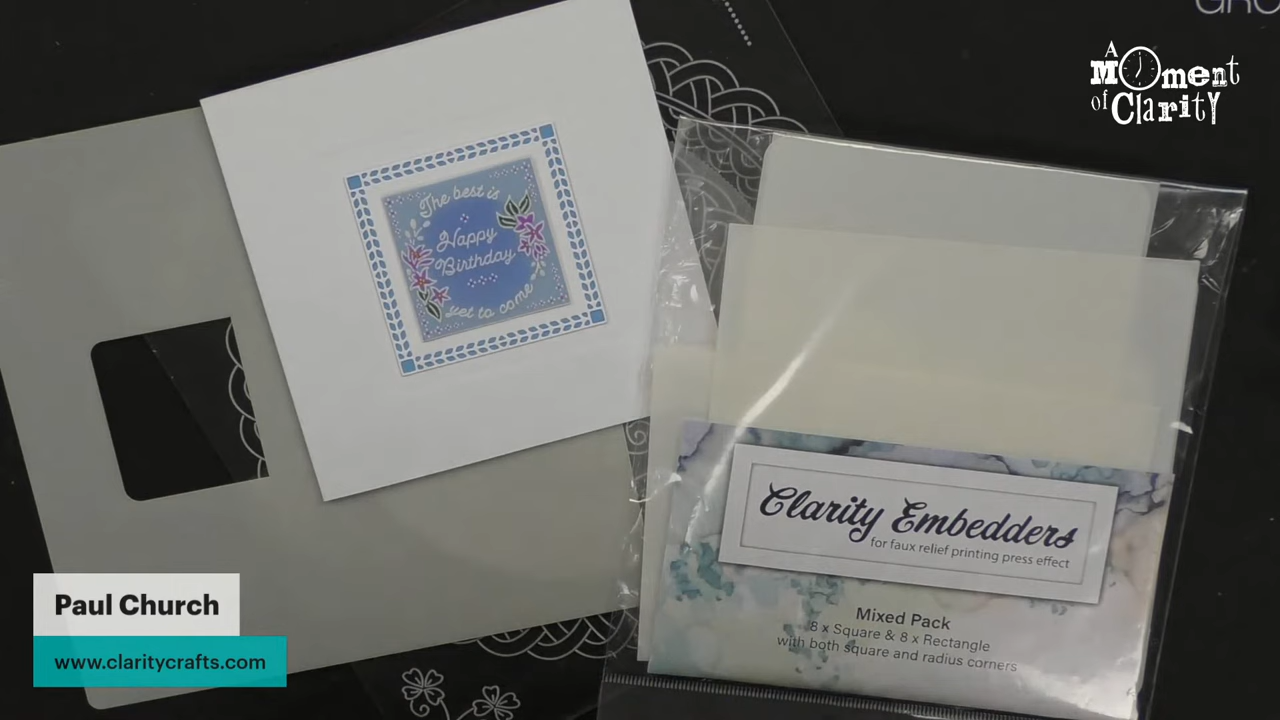 GRO
A
Moment
of Clarity
The best is
Happy
Birthday
yet to come
Clarity Embedders
for faux relief printing press effect
Mixed Pack
8 x Square & 8 x Rectangle
with both square and radius corners
Paul Church
www.claritycrafts.com